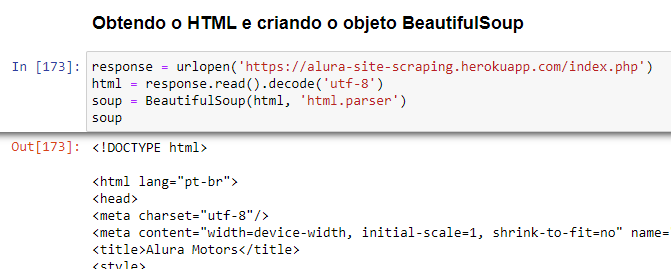 Obtendo o HTML e criando o objeto BeautifulSoup
In [173]: response = urlopen('https://alura-site-scraping.herokuapp.com/index.php')
html = response.read().decode('utf-8')
soup = BeautifulSoup(html, 'html.parser')
soup
Out[173]: <!DOCTYPE html>
<html lang="pt-br">
<head>
<meta charset="utf-8"/>
<meta content="width=device-width, initial-scale=1, shrink-to-fit=no" name=
<title>Alura Motors</title>
<style>